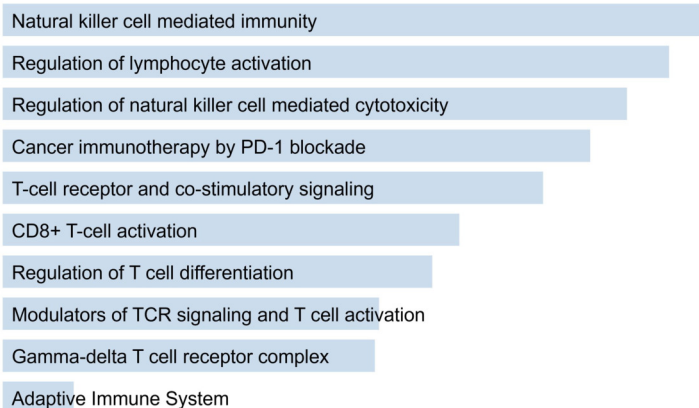 Natural killer cell mediated immunity
Regulation of lymphocyte activation
Regulation of natural killer cell mediated cytotoxicity
Cancer immunotherapy by PD-1 blockade
T-cell receptor and co-stimulatory signaling
CD8+ T-cell activation
Regulation of T cell differentiation
Modulators of TCR signaling and T cell activation
Gamma-delta T cell receptor complex
Adaptive Immune System